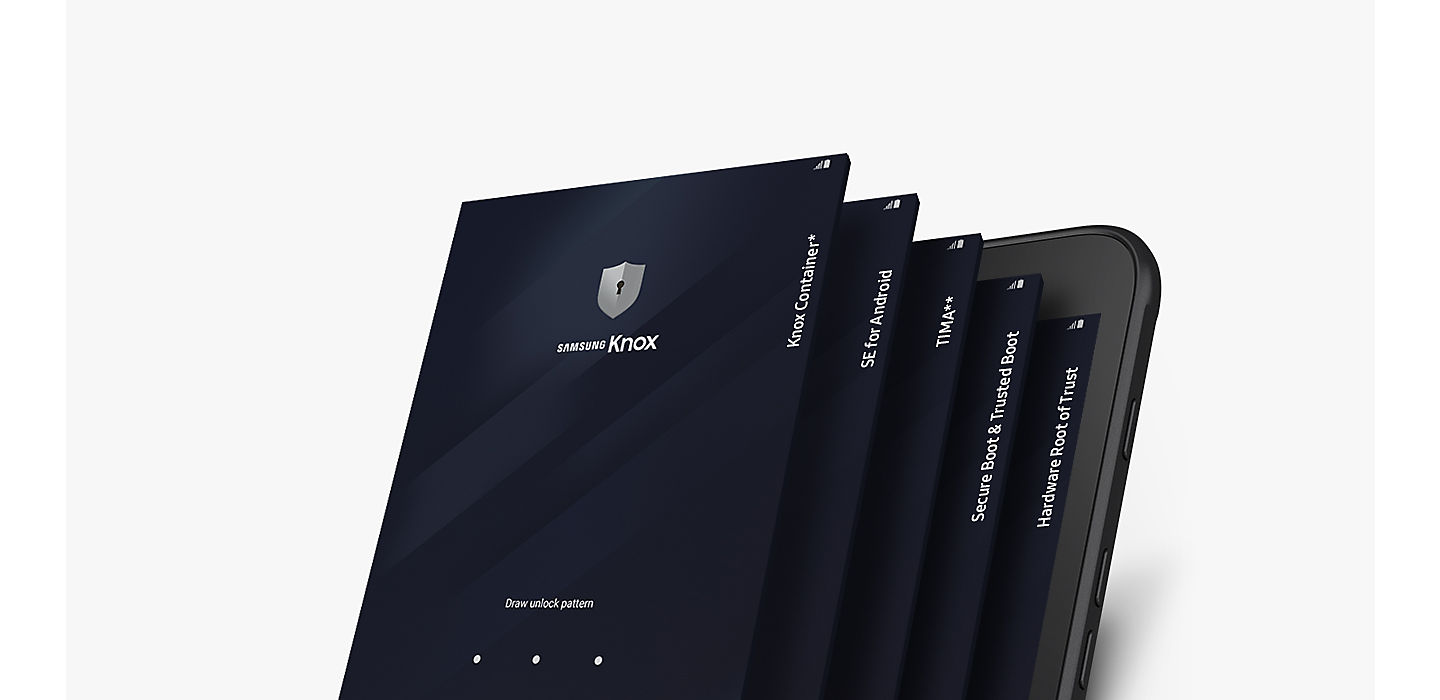 SAMSUNG Knox
Draw unlock pattern
Knox Container*
SE for Android
TIMA**
Secure Boot & Trusted Boot
Hardware Root of Trust